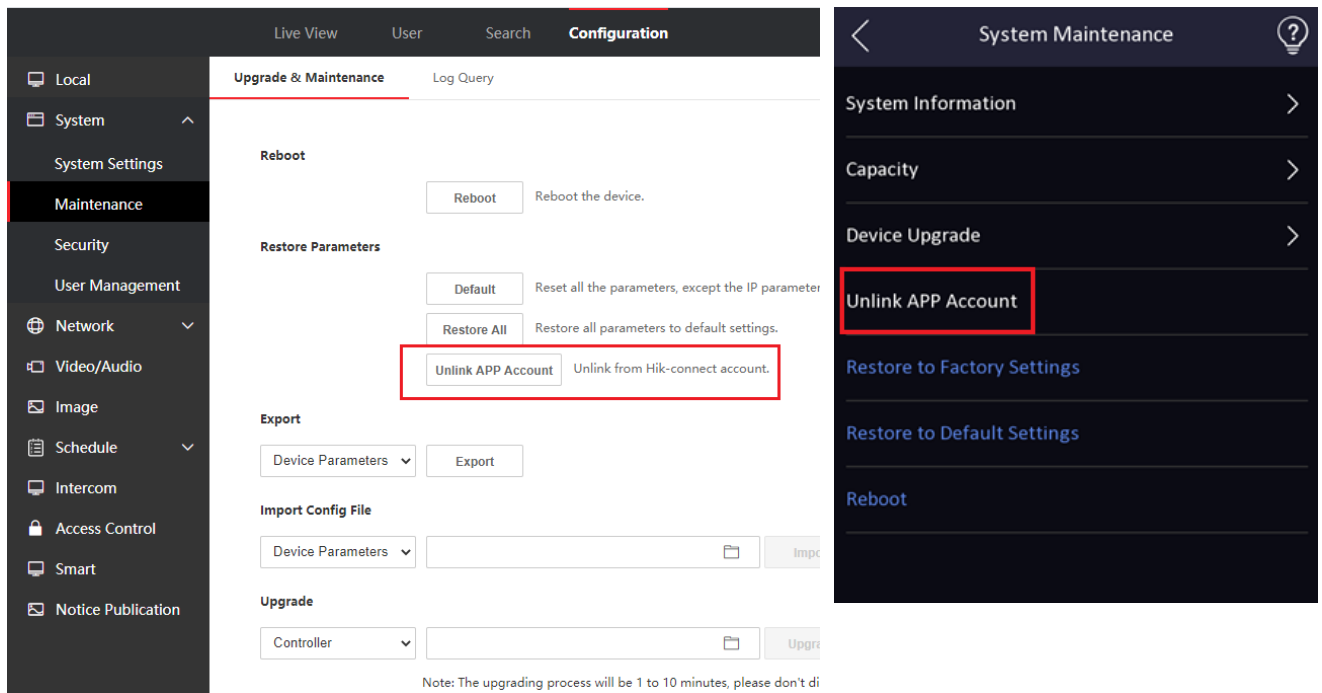 Live View User Search Configuration
Local
System
System Settings
Maintenance
Security
User Management
Network
Video/Audio
Image
Schedule
Intercom
Access Control
Smart
Notice Publication
Upgrade & Maintenance Log Query
Reboot
Reboot Reboot the device.
Restore Parameters
Default Reset all the parameters, except the IP parameter
Restore All Restore all parameters to default settings.
Unlink APP Account Unlink from Hik-connect account.
Export
Device Parameters Export
Import Config File
Device Parameters Impo
Upgrade
Controller Upgra
Note: The upgrading process will be 1 to 10 minutes, please don't di
System Maintenance ?
System Information
Capacity
Device Upgrade
Unlink APP Account
Restore to Factory Settings
Restore to Default Settings
Reboot